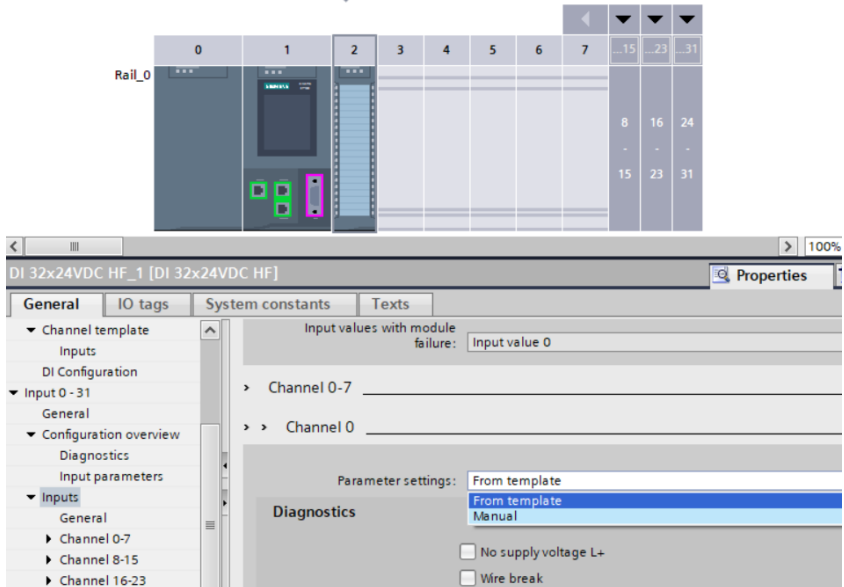 0 1 2 3 4 5 6 7 ...15 ...23 ...31
Rail_0
SIEMENS
8 16 24
- - -
15 23 31
100%
DI 32x24VDC HF_1 [DI 32x24VDC HF]
Properties
General IO tags System constants Texts
Channel template
Inputs
DI Configuration
Input 0 - 31
General
Configuration overview
Diagnostics
Input parameters
Inputs
General
Channel 0-7
Channel 8-15
Channel 16-23
Input values with module
failure: Input value 0
Channel 0-7
Channel 0
Parameter settings: From template
From template
Manual
Diagnostics
No supply voltage L+
Wire break